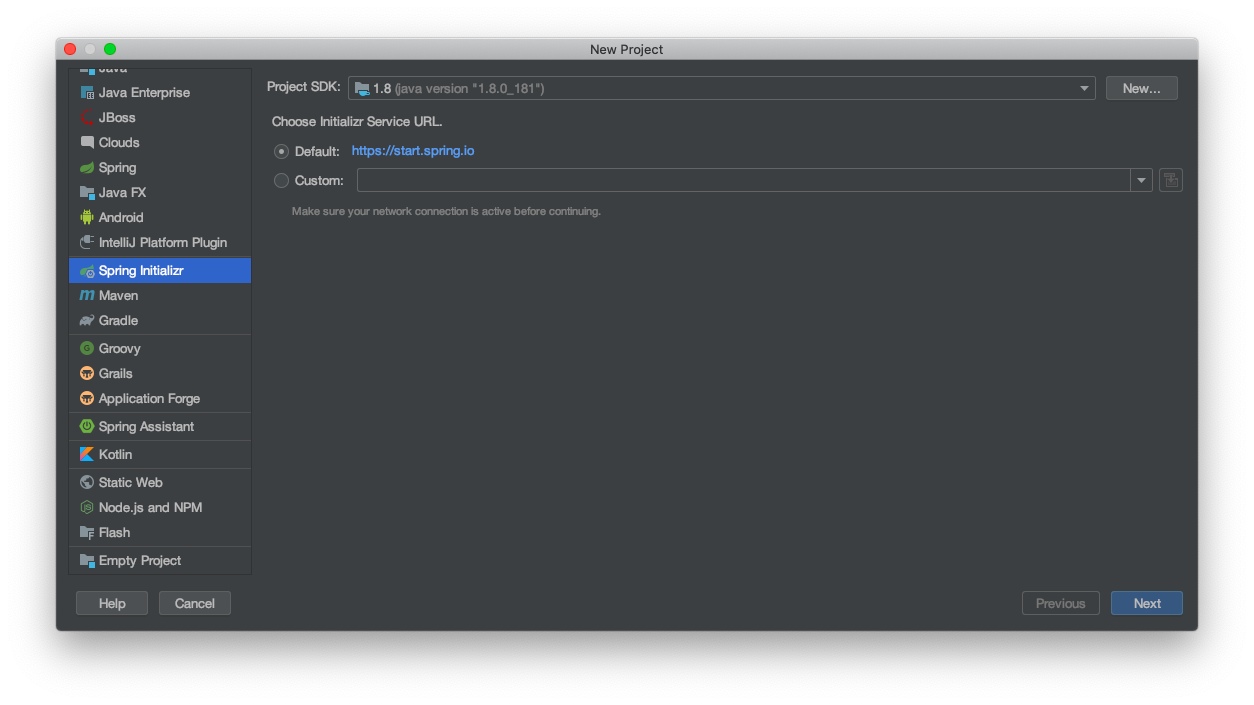 New Project
Java
Java Enterprise
JBoss
Clouds
Spring
Java FX
Android
IntelliJ Platform Plugin
Spring Initializr
Maven
Gradle
Groovy
Grails
Application Forge
Spring Assistant
Kotlin
Static Web
Node.js and NPM
Flash
Empty Project
Project SDK: 1.8 (java version "1.8.0_181") New...
Choose Initializr Service URL.
Default: https://start.spring.io
Custom:
Make sure your network connection is active before continuing.
Help Cancel Previous Next